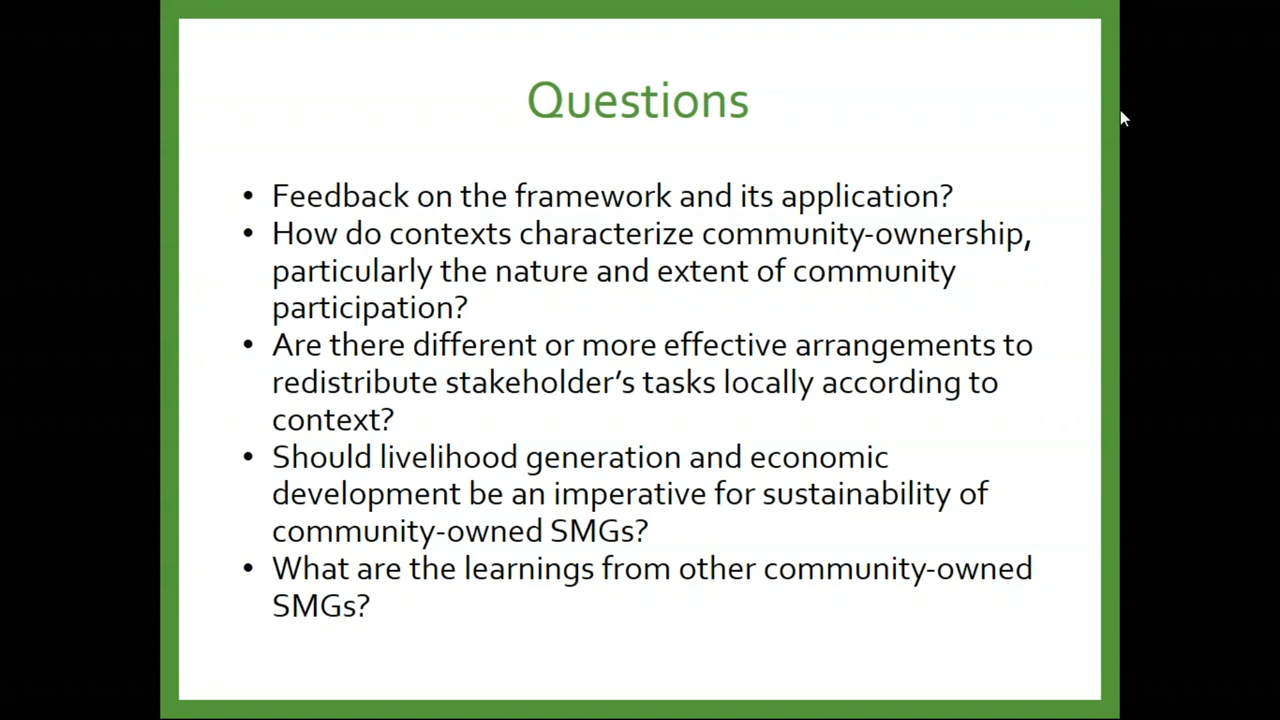 Questions
• Feedback on the framework and its application?
• How do contexts characterize community-ownership,
particularly the nature and extent of community
participation?
• Are there different or more effective arrangements to
redistribute stakeholder’s tasks locally according to
context?
• Should livelihood generation and economic
development be an imperative for sustainability of
community-owned SMGs?
• What are the learnings from other community-owned
SMGs?